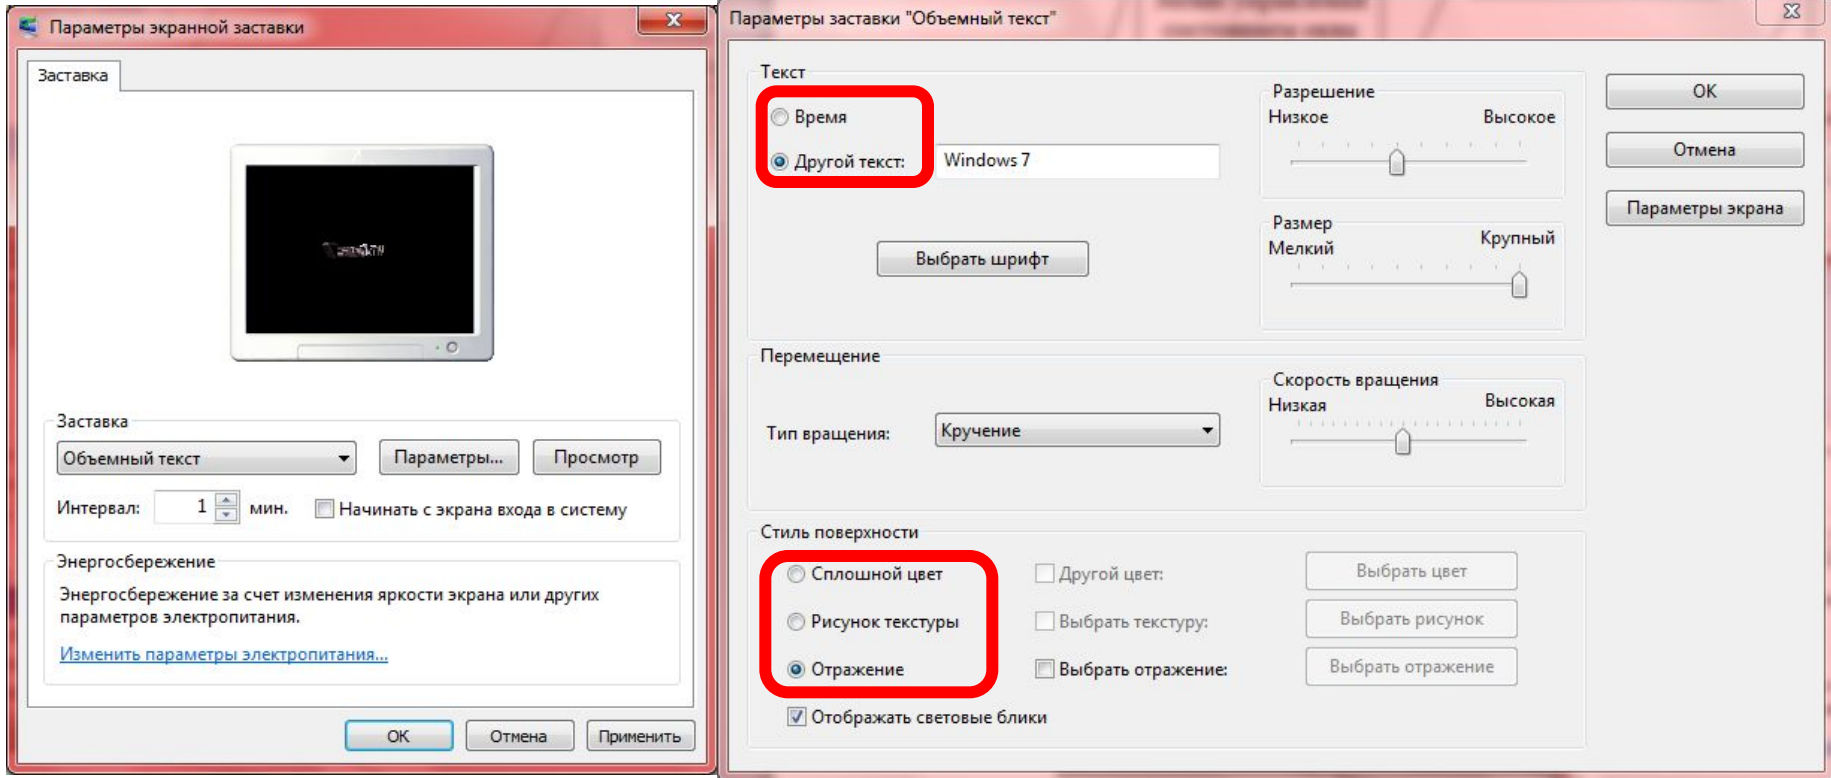 Параметры экранной заставки
Заставка
Заставка
Объемный текст
Параметры...
Просмотр
Интервал:
1
мин.
Начинать с экрана входа в систему
Энергосбережение
Энергосбережение за счет изменения яркости экрана или других
параметров электропитания.
Изменить параметры электропитания...
ОК
Отмена
Применить
Параметры заставки "Объемный текст"
Текст
Время
Другой текст:
Windows 7
Выбрать шрифт
Разрешение
Низкое
Высокое
Размер
Мелкий
Крупный
ОК
Отмена
Параметры экрана
Перемещение
Тип вращения:
Кручение
Скорость вращения
Низкая
Высокая
Стиль поверхности
Сплошной цвет
Другой цвет:
Выбрать цвет
Рисунок текстуры
Выбрать текстуру:
Выбрать рисунок
Отражение
Выбрать отражение:
Выбрать отражение
Отображать световые блики